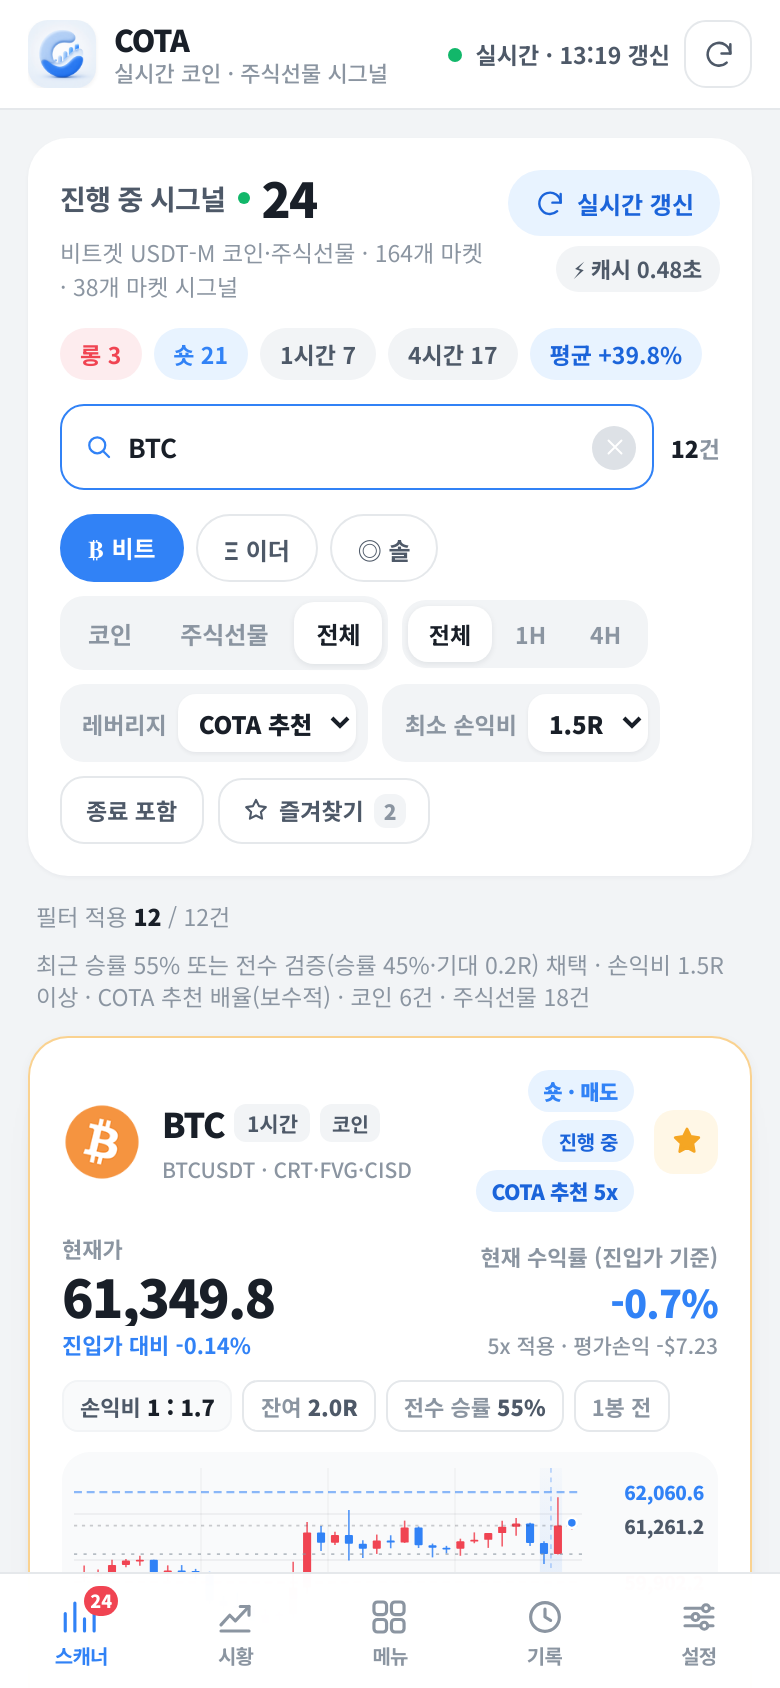 COTA
실시간 코인 · 주식선물 시그널
실시간 · 13:19 갱신
진행 중 시그널 • 24
실시간 갱신
비트겟 USDT-M 코인·주식선물 · 164개 마켓
· 38개 마켓 시그널
⚡ 캐시 0.48초
롱 3
숏 21
1시간 7
4시간 17
평균 +39.8%
BTC
12건
₿ 비트
Ξ 이더
◎ 솔
코인
주식선물
전체
전체
1H
4H
레버리지
COTA 추천
최소 손익비
1.5R
종료 포함
☆ 즐겨찾기 2
필터 적용 12 / 12건
최근 승률 55% 또는 전수 검증(승률 45%·기대 0.2R) 채택 · 손익비 1.5R
이상 · COTA 추천 배율(보수적) · 코인 6건 · 주식선물 18건
숏 · 매도
BTC
1시간
코인
진행 중
BTCUSDT · CRT·FVG·CISD
COTA 추천 5x
현재가
현재 수익률 (진입가 기준)
61,349.8
-0.7%
진입가 대비 -0.14%
5x 적용 · 평가손익 -$7.23
손익비 1 : 1.7
잔여 2.0R
전수 승률 55%
1봉 전
62,060.6
61,261.2
24
스캐너
시황
메뉴
기록
설정